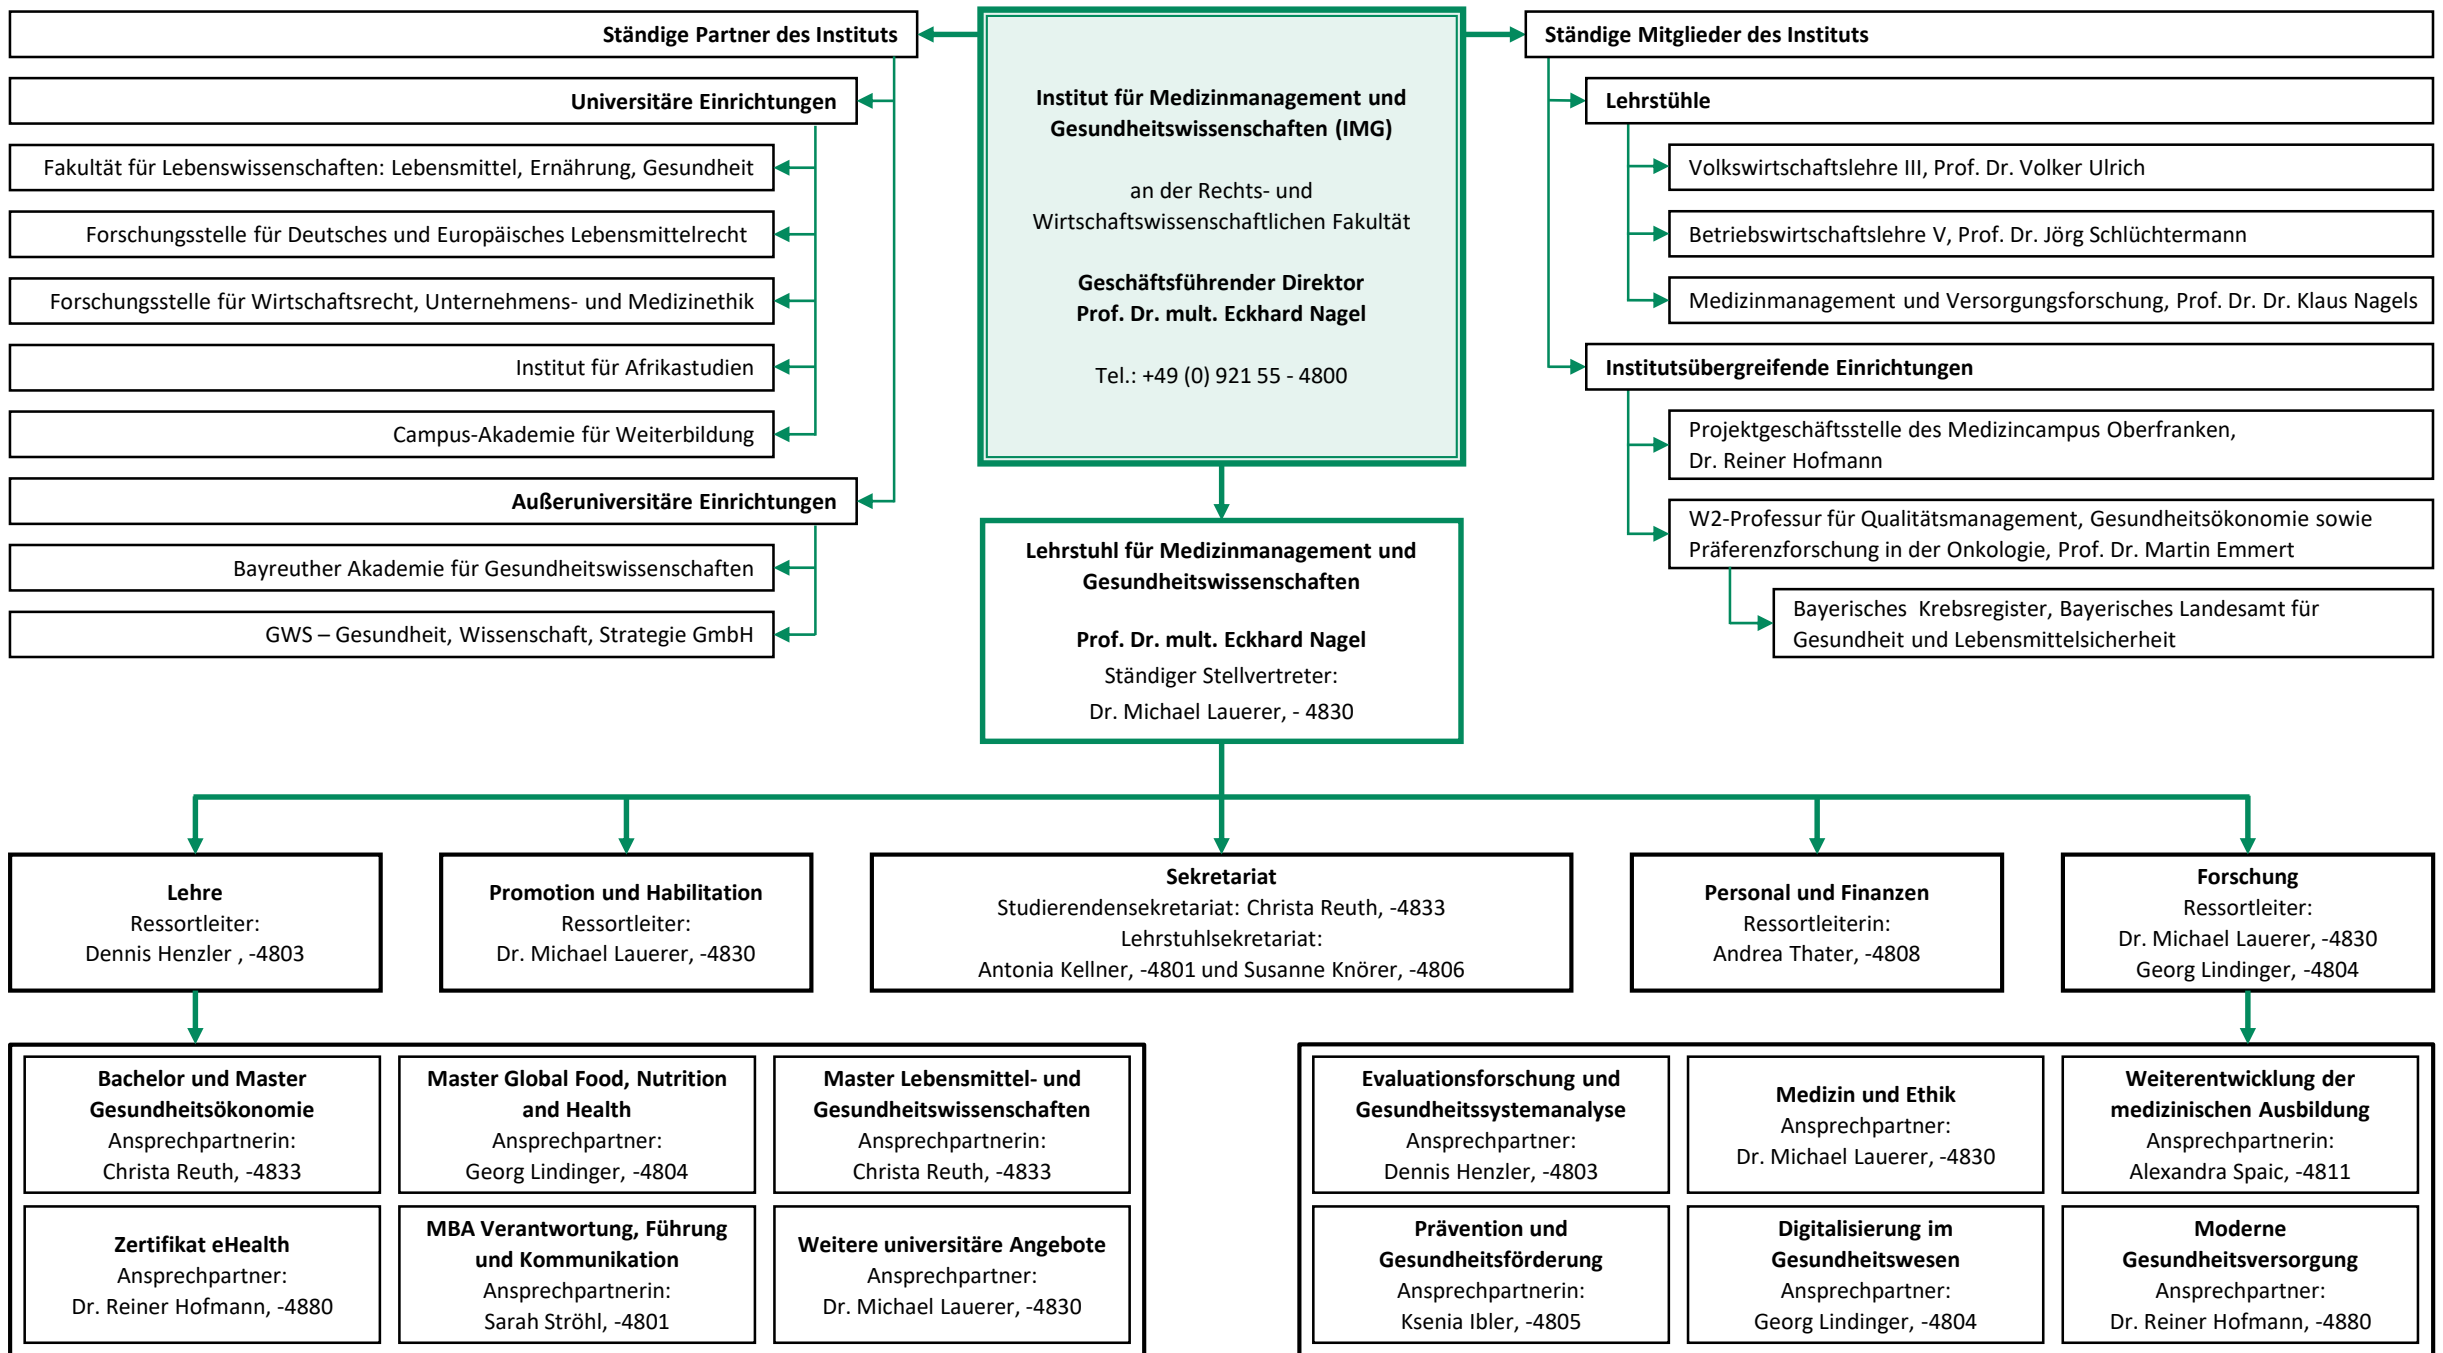 Ständige Partner des Instituts
Universitäre Einrichtungen
Fakultät für Lebenswissenschaften: Lebensmittel, Ernährung, Gesundheit
Forschungsstelle für Deutsches und Europäisches Lebensmittelrecht
Forschungsstelle für Wirtschaftsrecht, Unternehmens- und Medizinethik
Institut für Afrikastudien
Campus-Akademie für Weiterbildung
Außeruniversitäre Einrichtungen
Bayreuther Akademie für Gesundheitswissenschaften
GWS – Gesundheit, Wissenschaft, Strategie GmbH
Institut für Medizinmanagement und
Gesundheitswissenschaften (IMG)
an der Rechts- und
Wirtschaftswissenschaftlichen Fakultät
Geschäftsführender Direktor
Prof. Dr. mult. Eckhard Nagel
Tel.: +49 (0) 921 55 - 4800
Lehrstuhl für Medizinmanagement und
Gesundheitswissenschaften
Prof. Dr. mult. Eckhard Nagel
Ständiger Stellvertreter:
Dr. Michael Lauerer, - 4830
Ständige Mitglieder des Instituts
Lehrstühle
Volkswirtschaftslehre III, Prof. Dr. Volker Ulrich
Betriebswirtschaftslehre V, Prof. Dr. Jörg Schlüchtermann
Medizinmanagement und Versorgungsforschung, Prof. Dr. Dr. Klaus Nagels
Institutsübergreifende Einrichtungen
Projektgeschäftsstelle des Medizincampus Oberfranken,
Dr. Reiner Hofmann
W2-Professur für Qualitätsmanagement, Gesundheitsökonomie sowie
Präferenzforschung in der Onkologie, Prof. Dr. Martin Emmert
Bayerisches  Krebsregister, Bayerisches Landesamt für
Gesundheit und Lebensmittelsicherheit
Lehre
Ressortleiter:
Dennis Henzler , -4803
Promotion und Habilitation
Ressortleiter:
Dr. Michael Lauerer, -4830
Sekretariat
Studierendensekretariat: Christa Reuth, -4833
Lehrstuhlsekretariat:
Antonia Kellner, -4801 und Susanne Knörer, -4806
Personal und Finanzen
Ressortleiterin:
Andrea Thater, -4808
Forschung
Ressortleiter:
Dr. Michael Lauerer, -4830
Georg Lindinger, -4804
Bachelor und Master
Gesundheitsökonomie
Ansprechpartnerin:
Christa Reuth, -4833
Master Global Food, Nutrition
and Health
Ansprechpartner:
Georg Lindinger, -4804
Master Lebensmittel- und
Gesundheitswissenschaften
Ansprechpartnerin:
Christa Reuth, -4833
Zertifikat eHealth
Ansprechpartner:
Dr. Reiner Hofmann, -4880
MBA Verantwortung, Führung
und Kommunikation
Ansprechpartnerin:
Sarah Ströhl, -4801
Weitere universitäre Angebote
Ansprechpartner:
Dr. Michael Lauerer, -4830
Evaluationsforschung und
Gesundheitssystemanalyse
Ansprechpartner:
Dennis Henzler, -4803
Medizin und Ethik
Ansprechpartner:
Dr. Michael Lauerer, -4830
Weiterentwicklung der
medizinischen Ausbildung
Ansprechpartnerin:
Alexandra Spaic, -4811
Prävention und
Gesundheitsförderung
Ansprechpartnerin:
Ksenia Ibler, -4805
Digitalisierung im
Gesundheitswesen
Ansprechpartner:
Georg Lindinger, -4804
Moderne
Gesundheitsversorgung
Ansprechpartner:
Dr. Reiner Hofmann, -4880